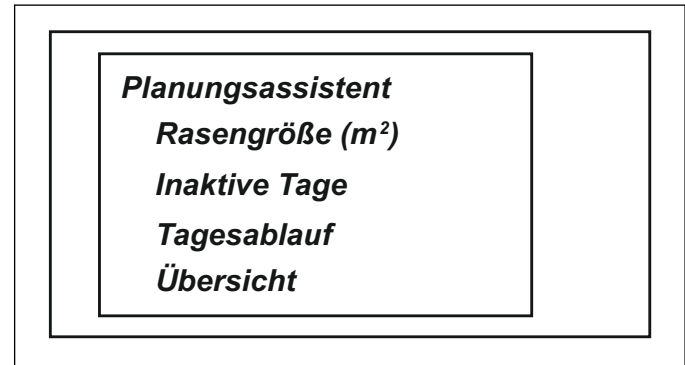 Planungsassistent
Rasengröße (m²)
Inaktive Tage
Tagesablauf
Übersicht